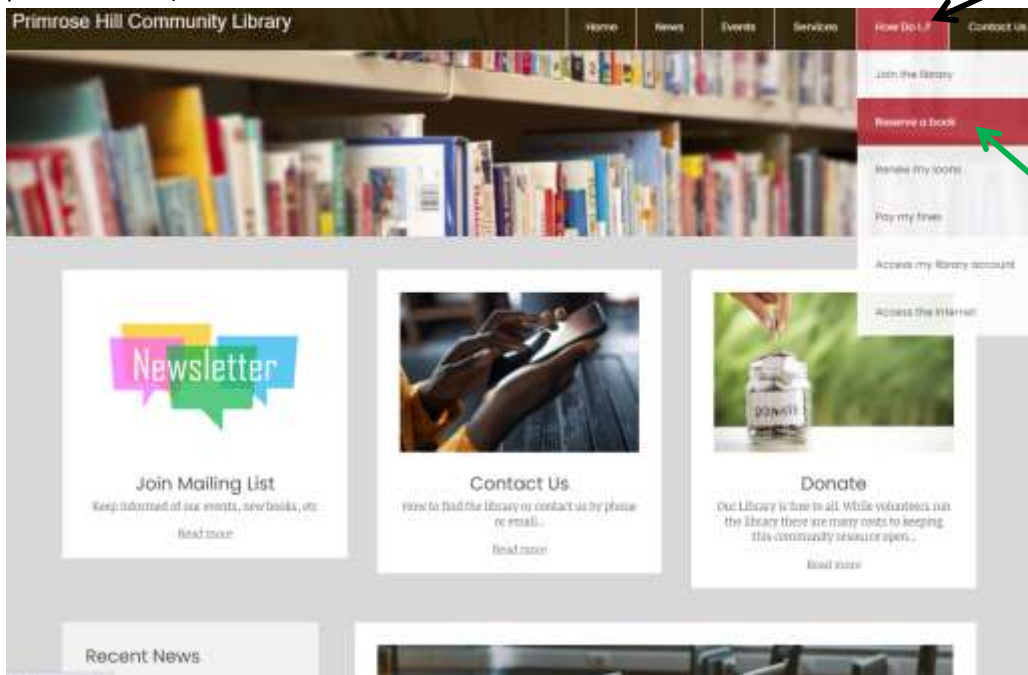 Primrose Hill Community Library
Home News Events Services How Do I..? Contact Us
Join the library
Reserve a book
Renew my loans
Pay my fines
Access my library account
Access the Internet
Newsletter
DONATE
Join Mailing List
Keep informed of our events, new books, etc
Read more
Contact Us
How to find the library or contact us by phone
or email...
Read more
Donate
Our Library is free to all. While volunteers run
the library there are many costs to keeping
this community resource open...
Read more
Recent News